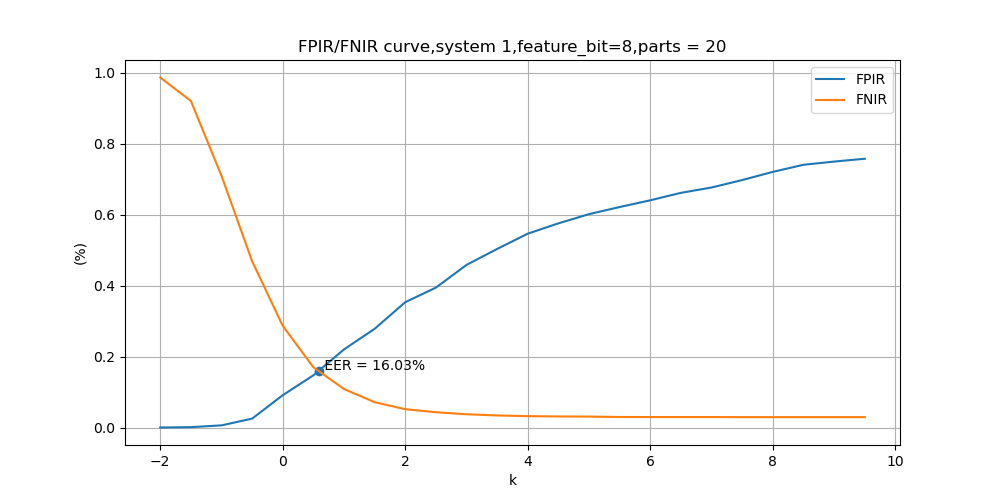 FPIR/FNIR curve,system 1,feature_bit=8,parts = 20
FPIR
FNIR
1.0
0.8
0.6
0.4
0.2
0.0
(%)
EER = 16.03%
−2
0
2
4
6
8
10
k